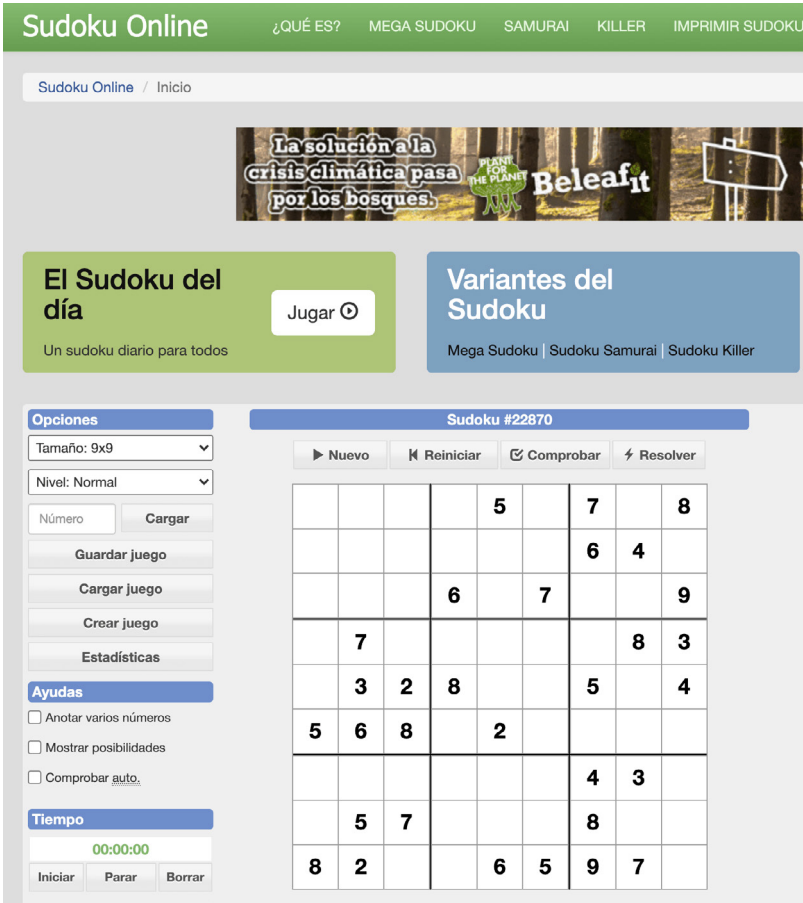 Sudoku Online ¿QUÉ ES? MEGA SUDOKU SAMURAI KILLER IMPRIMIR SUDOKU
Sudoku Online / Inicio
La solución a la
crisis climática pasa
por los bosques.
PLANT
FOR
THE PLANET
Beleafit
El Sudoku del
día
Jugar
Un sudoku diario para todos
Variantes del
Sudoku
Mega Sudoku | Sudoku Samurai | Sudoku Killer
Opciones
Tamaño: 9x9
Nivel: Normal
Número Cargar
Guardar juego
Cargar juego
Crear juego
Estadísticas
Ayudas
Anotar varios números
Mostrar posibilidades
Comprobar auto.
Tiempo
00:00:00
Iniciar Parar Borrar
Sudoku #22870
Nuevo Reiniciar Comprobar Resolver
5 7 8
6 4
6 7 9
7 8 3
3 2 8 5 4
5 6 8 2
4 3
5 7 8
8 2 6 5 9 7